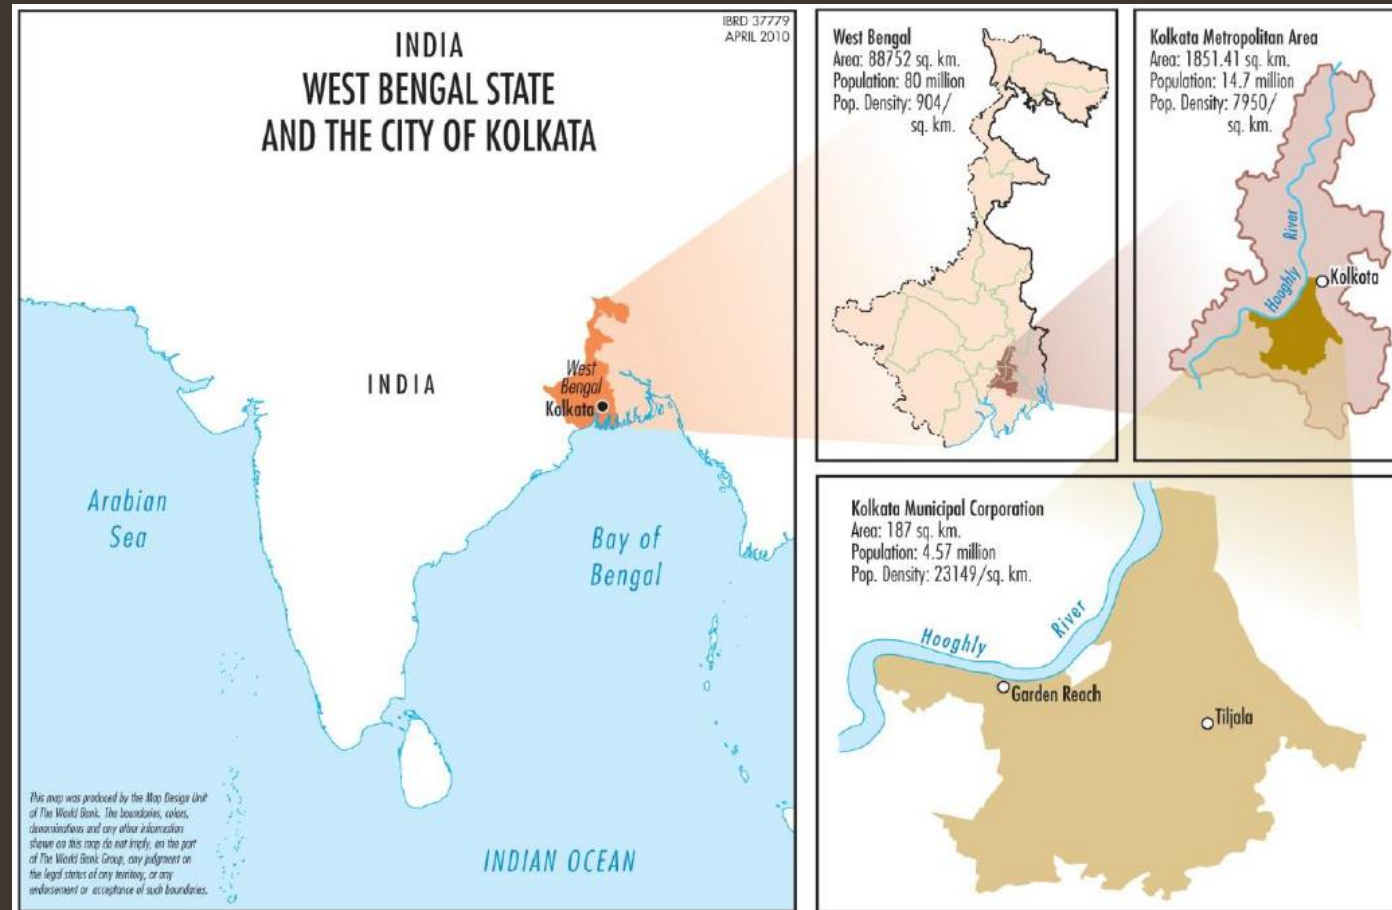 IBRD 37779
APRIL 2010
INDIA
WEST BENGAL STATE
AND THE CITY OF KOLKATA
INDIA
West
Bengal
Kolkata
Arabian
Sea
Bay of
Bengal
INDIAN OCEAN
This map was produced by the Map Design Unit
of The World Bank. The boundaries, colors,
denominations and any other information
shown on this map do not imply, on the part
of The World Bank Group, any judgment on
the legal status of any territory, or any
endorsement or acceptance of such boundaries.
West Bengal
Area: 88752 sq. km.
Population: 80 million
Pop. Density: 904/
sq. km.
Kolkata Metropolitan Area
Area: 1851.41 sq. km.
Population: 14.7 million
Pop. Density: 7950/
sq. km.
River
Hooghly
Kolkata
Kolkata Municipal Corporation
Area: 187 sq. km.
Population: 4.57 million
Pop. Density: 23149/sq. km.
Hooghly
River
Garden Reach
Tiljala